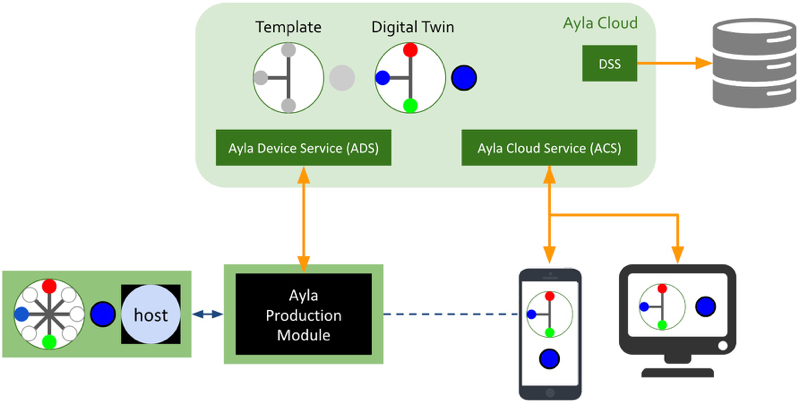 Template
Digital Twin
Ayla Cloud
DSS
Ayla Device Service (ADS)
Ayla Cloud Service (ACS)
host
Ayla
Production
Module